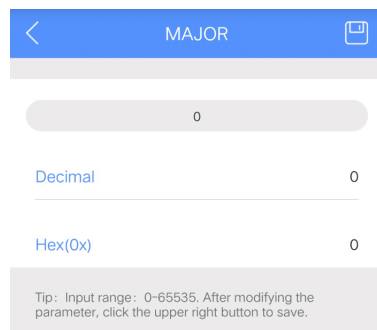 MAJOR
0
Decimal 0
Hex(0x) 0
Tip: Input range: 0-65535. After modifying the
parameter, click the upper right button to save.